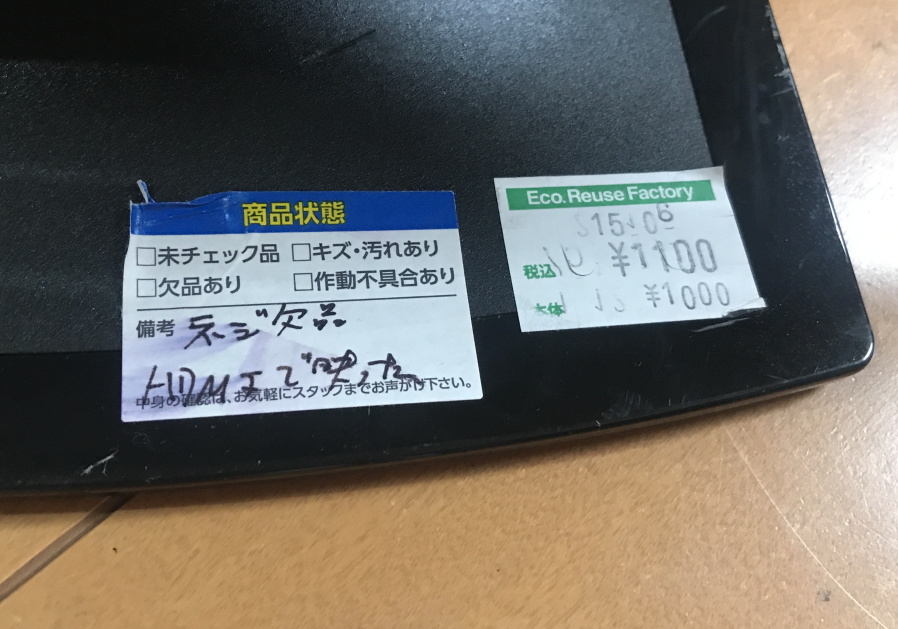 商品状態
□未チェック品 □キズ・汚れあり
□欠品あり □作動不具合あり
備考 ネジ欠品
HDMIで映った。
中身の確認は、お気軽にスタッフまでお声がけ下さい。
Eco.Reuse Factory
税込 ¥1100
本体 ¥1000